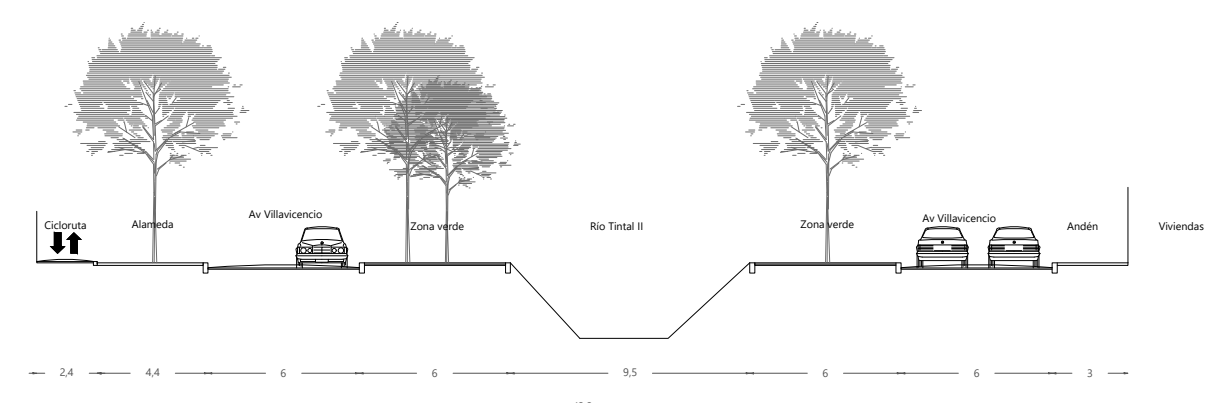 Cicloruta
Alameda
Av Villavicencio
Zona verde
Río Tintal II
Zona verde
Av Villavicencio
Andén
Viviendas
2,4
4,4
6
6
9,5
6
6
3